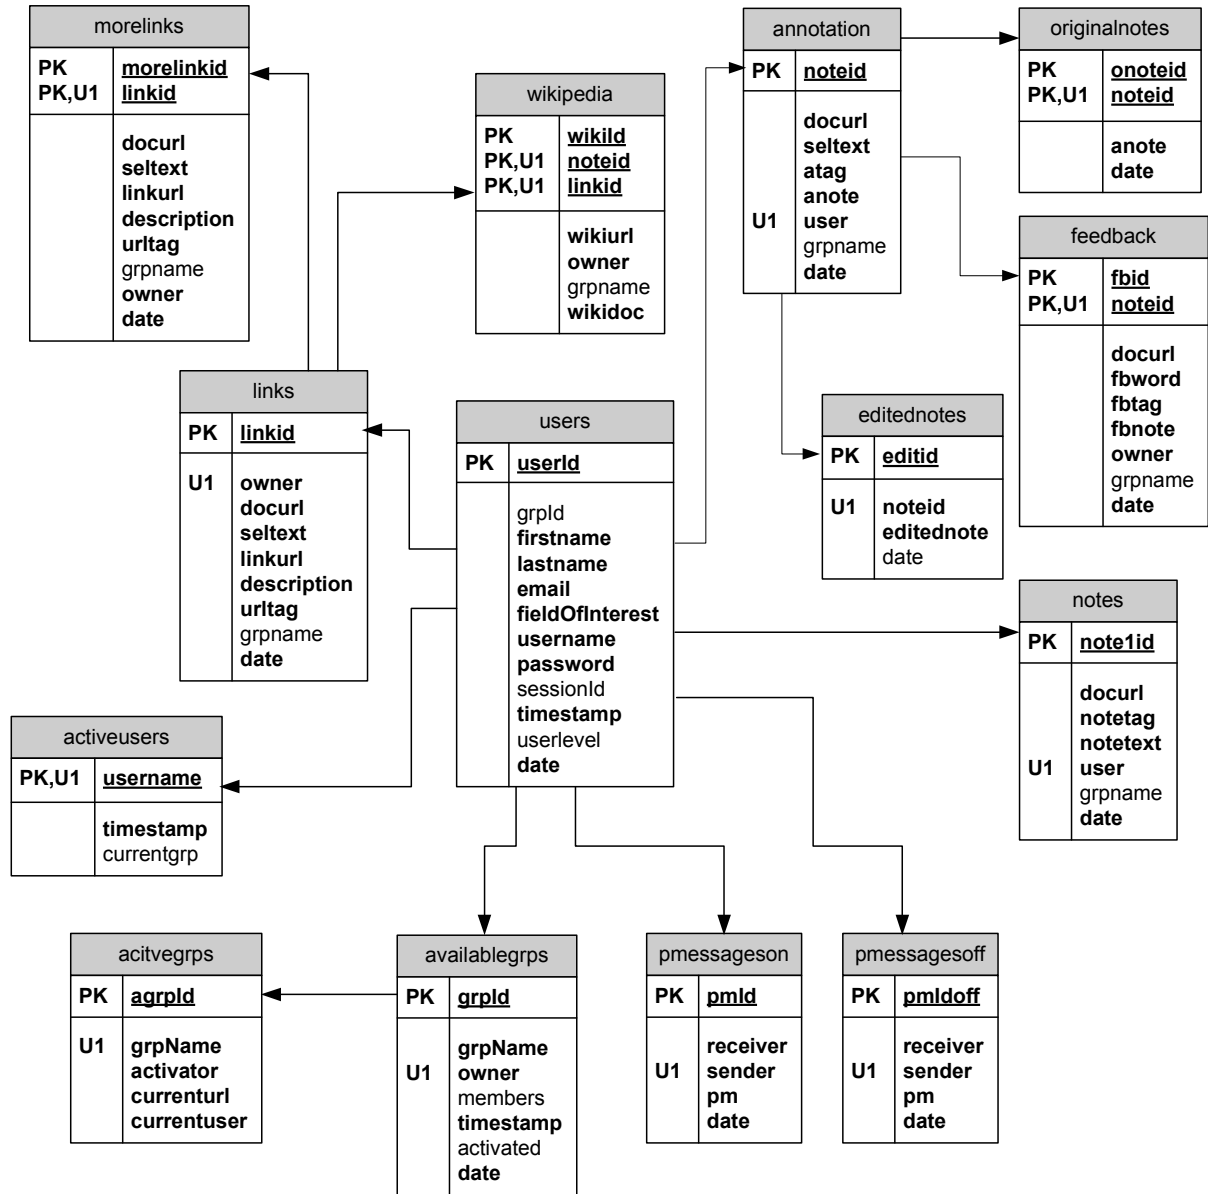 morelinks
PK morelinkid
PK,U1 linkid
docurl
seltext
linkurl
description
urltag
grpname
owner
date
wikipedia
PK wikiId
PK,U1 noteid
PK,U1 linkid
wikiurl
owner
grpname
wikidoc
annotation
PK noteid
docurl
seltext
atag
anote
U1 user
grpname
date
originalnotes
PK onoteid
PK,U1 noteid
anote
date
feedback
PK fbid
PK,U1 noteid
docurl
fbword
fbtag
fbnote
owner
grpname
date
links
PK linkid
U1 owner
docurl
seltext
linkurl
description
urltag
grpname
date
users
PK userId
grpId
firstname
lastname
email
fieldOfInterest
username
password
sessionId
timestamp
userlevel
date
editednotes
PK editid
U1 noteid
editednote
date
notes
PK note1id
docurl
notetag
notetext
U1 user
grpname
date
activeusers
PK,U1 username
timestamp
currentgrp
acitvegrps
PK agrpId
U1 grpName
activator
currenturl
currentuser
availablegrps
PK grpId
grpName
U1 owner
members
timestamp
activated
date
pmessageson
PK pmId
receiver
U1 sender
pm
date
pmessagesoff
PK pmIdoff
receiver
U1 sender
pm
date